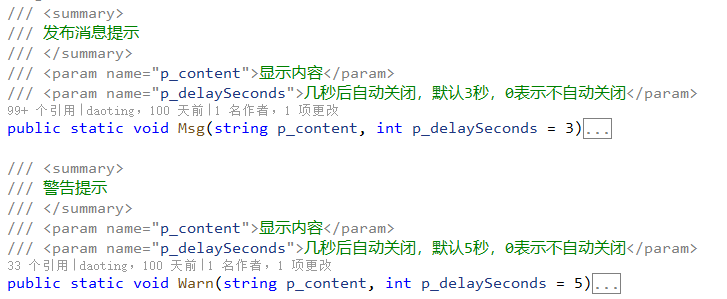 /// <summary>
/// 发布消息提示
/// </summary>
/// <param name="p_content">显示内容</param>
/// <param name="p_delaySeconds">几秒后自动关闭，默认3秒，0表示不自动关闭</param>
99+ 个引用|daoting，100 天前|1 名作者，1 项更改
public static void Msg(string p_content, int p_delaySeconds = 3)...
/// <summary>
/// 警告提示
/// </summary>
/// <param name="p_content">显示内容</param>
/// <param name="p_delaySeconds">几秒后自动关闭，默认5秒，0表示不自动关闭</param>
33 个引用|daoting，100 天前|1 名作者，1 项更改
public static void Warn(string p_content, int p_delaySeconds = 5)...